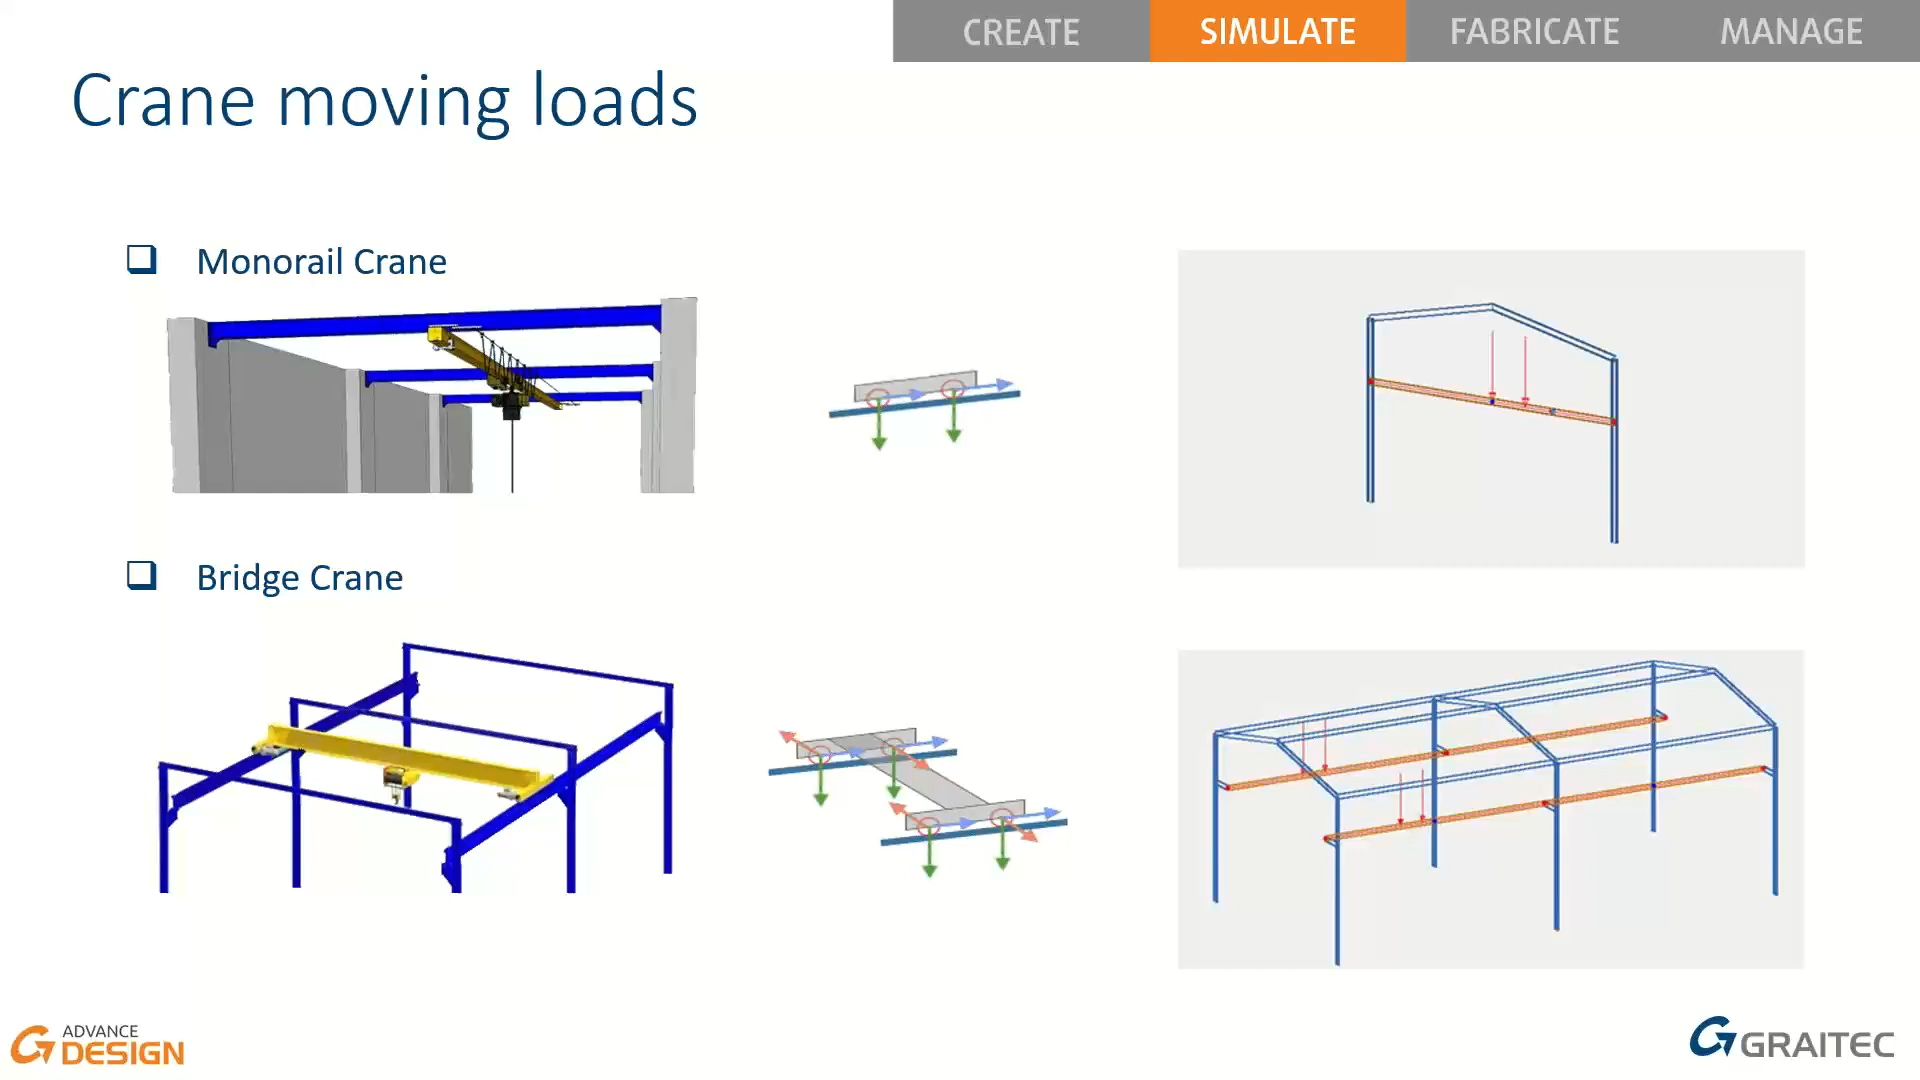 CREATE SIMULATE FABRICATE MANAGE
Crane moving loads
Monorail Crane
Bridge Crane
ADVANCE
DESIGN
GRAITEC